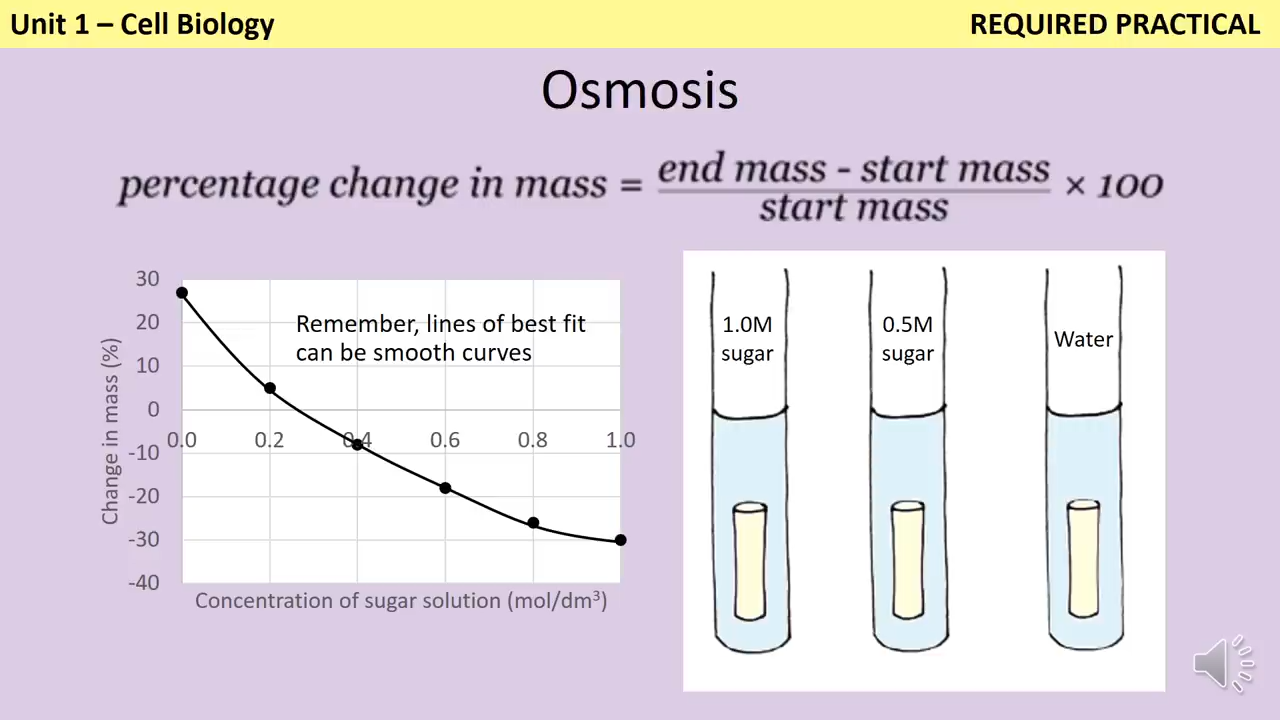 Unit 1 – Cell Biology
REQUIRED PRACTICAL
Osmosis
percentage change in mass = end mass - start mass
start mass
× 100
30
20
10
0
-10
-20
-30
-40
Change in mass (%)
Remember, lines of best fit
can be smooth curves
0.0 0.2 0.4 0.6 0.8 1.0
Concentration of sugar solution (mol/dm³)
1.0M
sugar
0.5M
sugar
Water